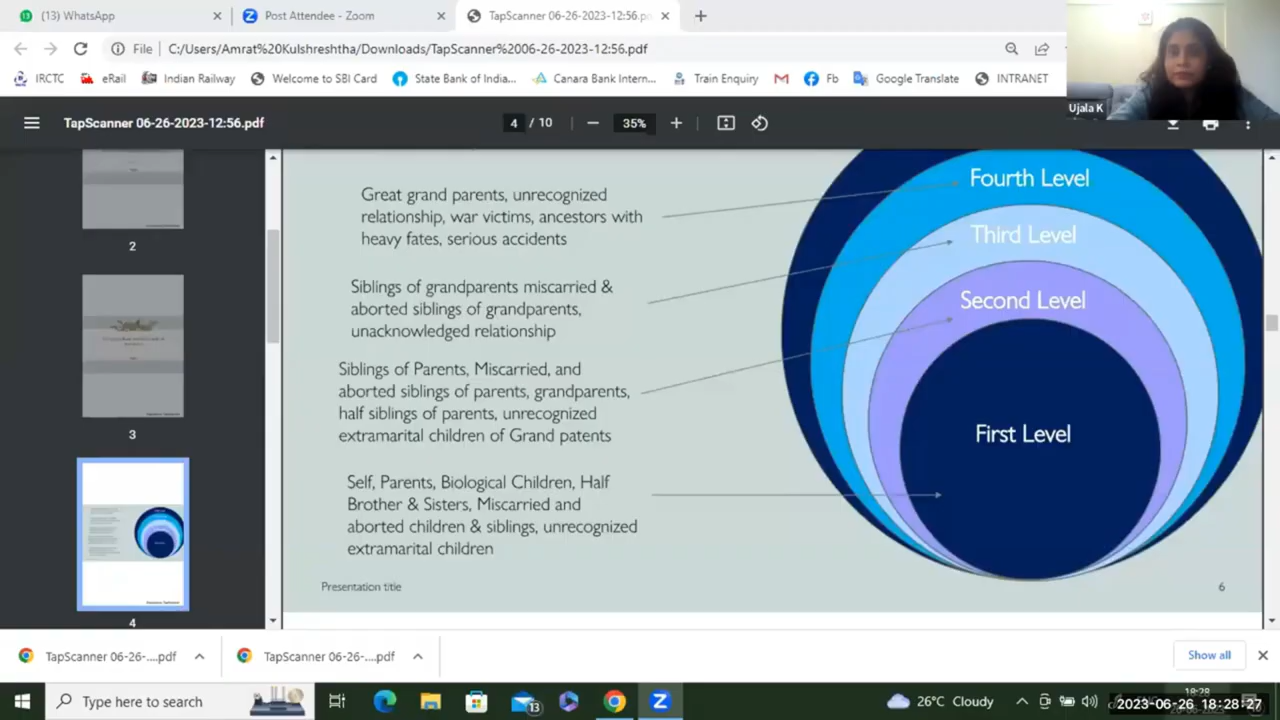 (13) WhatsApp
Post Attendee - Zoom
TapScanner 06-26-2023-12:56.p
File
C:/Users/Amrat%20Kulshreshtha/Downloads/TapScanner%2006-26-2023-12:56.pdf
IRCTC
eRail
Indian Railway
Welcome to SBI Card
State Bank of India...
Canara Bank Intern...
Train Enquiry
Fb
Google Translate
INTRANET
Ujala K
TapScanner 06-26-2023-12:56.pdf
4 / 10
35%
2
3
4
Great grand parents, unrecognized
relationship, war victims, ancestors with
heavy fates, serious accidents
Siblings of grandparents miscarried &
aborted siblings of grandparents,
unacknowledged relationship
Siblings of Parents, Miscarried, and
aborted siblings of parents, grandparents,
half siblings of parents, unrecognized
extramarital children of Grand patents
Self, Parents, Biological Children, Half
Brother & Sisters, Miscarried and
aborted children & siblings, unrecognized
extramarital children
Fourth Level
Third Level
Second Level
First Level
Presentation title
6
TapScanner 06-26-....pdf
TapScanner 06-26-....pdf
Show all
Type here to search
13
26°C Cloudy
18:28
2023-06-26 18:28:27